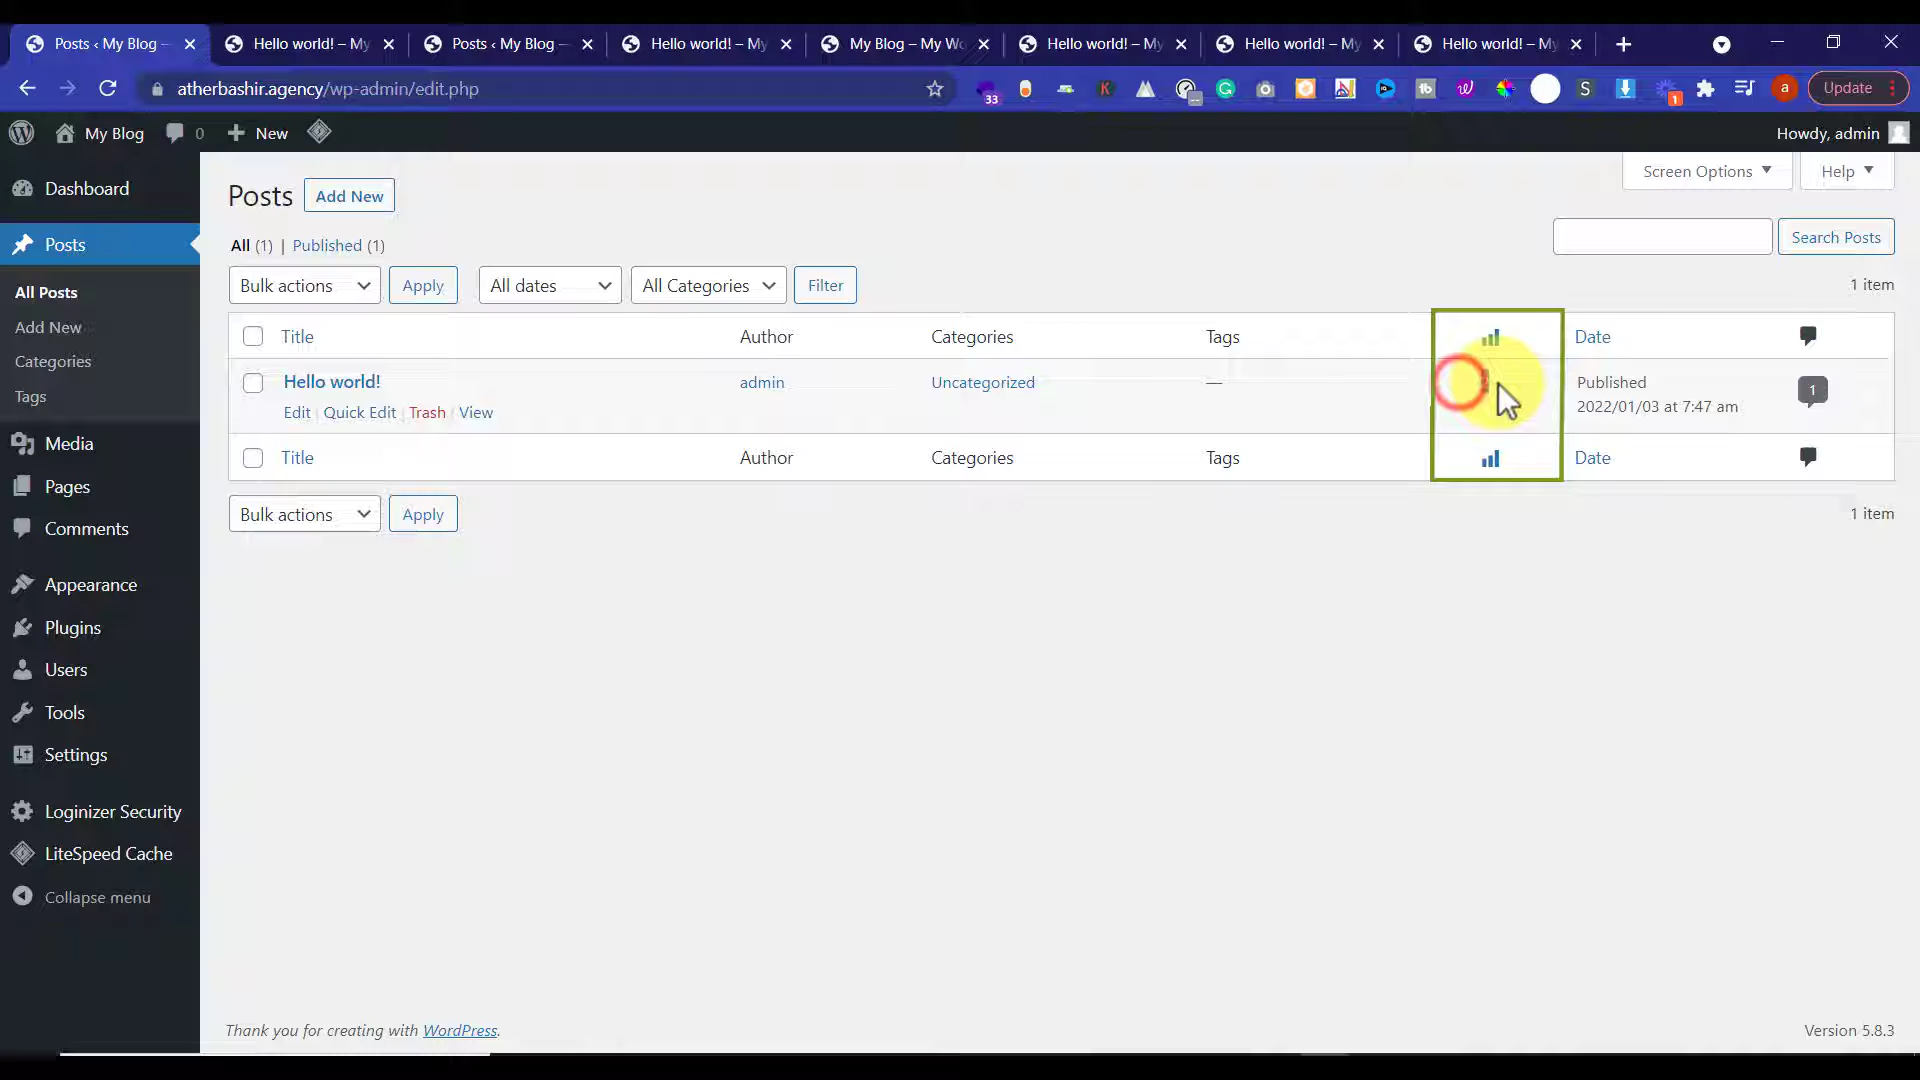 Posts ‹ My Blog —
Hello world! – My
Posts ‹ My Blog —
Hello world! – My
My Blog – My Wo
Hello world! – My
Hello world! – My
Hello world! – My
atherbashir.agency/wp-admin/edit.php
33
K
tb
S
1
a
Update
My Blog
0
New
Howdy, admin
Dashboard
Posts
All Posts
Add New
Categories
Tags
Media
Pages
Comments
Appearance
Plugins
Users
Tools
Settings
Loginizer Security
LiteSpeed Cache
Collapse menu
Screen Options
Help
Posts
Add New
All (1) | Published (1)
Search Posts
Bulk actions
Apply
All dates
All Categories
Filter
1 item
Title
Author
Categories
Tags
Date
Hello world!
admin
Uncategorized
—
Published
2022/01/03 at 7:47 am
1
Edit | Quick Edit | Trash | View
Title
Author
Categories
Tags
Date
Bulk actions
Apply
1 item
Thank you for creating with WordPress.
Version 5.8.3